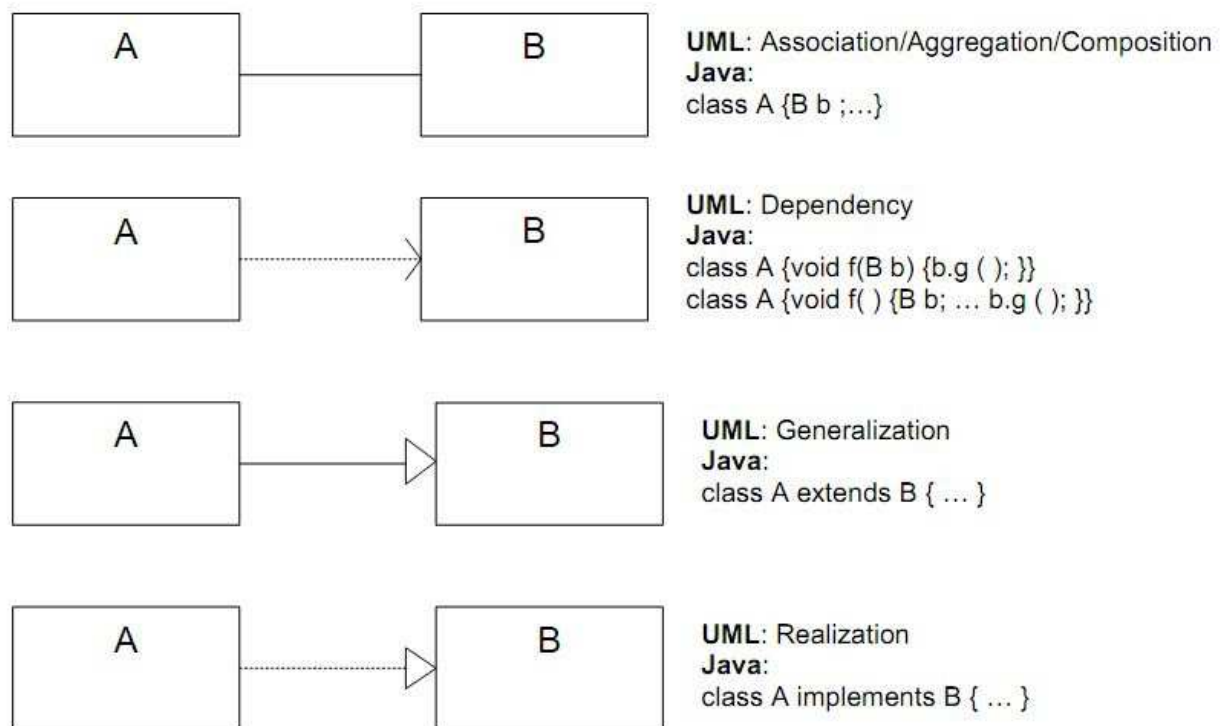 A
B
UML: Association/Aggregation/Composition
Java:
class A {B b ;…}
A
B
UML: Dependency
Java:
class A {void f(B b) {b.g ( ); }}
class A {void f( ) {B b; … b.g ( ); }}
A
B
UML: Generalization
Java:
class A extends B { … }
A
B
UML: Realization
Java:
class A implements B { … }